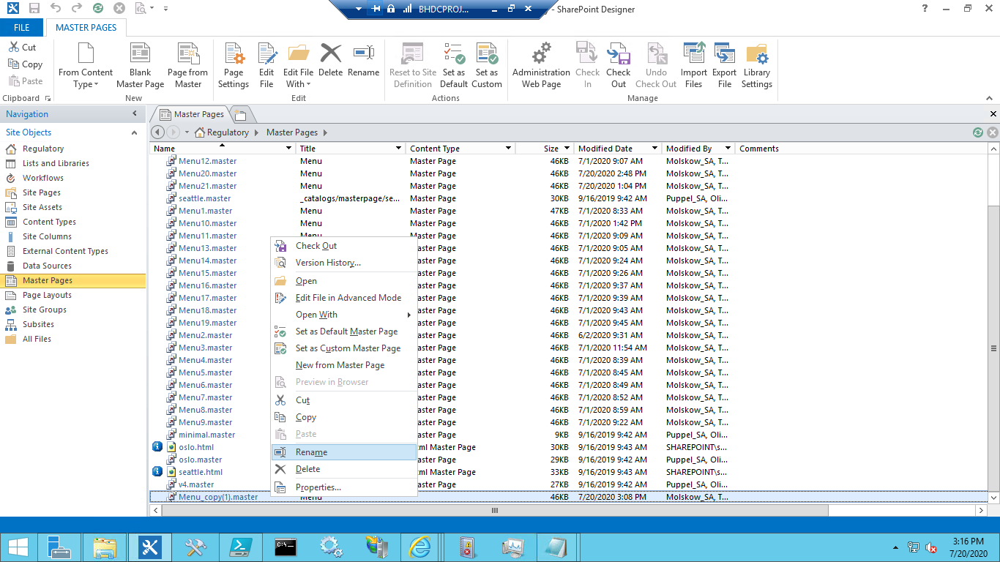 BHDCPROJ...
- SharePoint Designer
FILE
MASTER PAGES
Cut
Copy
Paste
Clipboard
From Content Type
Blank Master Page
Page from Master
New
Page Settings
Edit File
Edit File With
Delete
Rename
Edit
Reset to Site Definition
Set as Default
Set as Custom
Actions
Administration Web Page
Check In
Check Out
Undo Check Out
Import Files
Export File
Library Settings
Manage
Navigation
Site Objects
Regulatory
Lists and Libraries
Workflows
Site Pages
Site Assets
Content Types
Site Columns
External Content Types
Data Sources
Master Pages
Page Layouts
Site Groups
Subsites
All Files
Master Pages
Regulatory Master Pages
Name Title Content Type Size Modified Date Modified By Comments
Menu12.master Menu Master Page 46KB 7/1/2020 9:07 AM Molskow_SA, T...
Menu20.master Menu Master Page 46KB 7/20/2020 2:48 PM Molskow_SA, T...
Menu21.master Menu Master Page 46KB 7/20/2020 1:04 PM Molskow_SA, T...
seattle.master _catalogs/masterpage/se... Master Page 30KB 9/16/2019 9:42 AM Puppel_SA, Oli...
Menu1.master Menu Master Page 47KB 7/1/2020 8:33 AM Molskow_SA, T...
Menu10.master Menu Master Page 46KB 7/1/2020 1:42 PM Molskow_SA, T...
Menu11.master Menu Master Page 46KB 7/1/2020 9:09 AM Molskow_SA, T...
Menu13.master aster Page 46KB 7/1/2020 9:05 AM Molskow_SA, T...
Menu14.master aster Page 46KB 7/1/2020 9:24 AM Molskow_SA, T...
Menu15.master aster Page 46KB 7/1/2020 9:26 AM Molskow_SA, T...
Menu16.master aster Page 46KB 7/1/2020 9:37 AM Molskow_SA, T...
Menu17.master aster Page 46KB 7/1/2020 9:39 AM Molskow_SA, T...
Menu18.master aster Page 46KB 7/1/2020 9:43 AM Molskow_SA, T...
Menu19.master aster Page 46KB 7/1/2020 9:45 AM Molskow_SA, T...
Menu2.master aster Page 46KB 6/2/2020 9:31 AM Molskow_SA, T...
Menu3.master aster Page 46KB 7/1/2020 11:54 AM Molskow_SA, T...
Menu4.master aster Page 46KB 7/1/2020 8:39 AM Molskow_SA, T...
Menu5.master aster Page 46KB 7/1/2020 8:45 AM Molskow_SA, T...
Menu6.master aster Page 46KB 7/1/2020 8:49 AM Molskow_SA, T...
Menu7.master aster Page 46KB 7/1/2020 8:52 AM Molskow_SA, T...
Menu8.master aster Page 46KB 7/1/2020 8:59 AM Molskow_SA, T...
Menu9.master aster Page 46KB 7/1/2020 9:22 AM Molskow_SA, T...
minimal.master aster Page 9KB 9/16/2019 9:42 AM Puppel_SA, Oli...
oslo.html ml Master Page 30KB 9/16/2019 9:43 AM SHAREPOINT\s...
oslo.master aster Page 29KB 9/16/2019 9:43 AM SHAREPOINT\s...
seattle.html ml Master Page 33KB 9/16/2019 9:43 AM SHAREPOINT\s...
v4.master aster Page 27KB 9/16/2019 9:42 AM Puppel_SA, Oli...
Menu_copy(1).master Menu Master Page 46KB 7/20/2020 3:08 PM Molskow_SA, T...
Check Out
Version History...
Open
Edit File in Advanced Mode
Open With
Set as Default Master Page
Set as Custom Master Page
New from Master Page
Preview in Browser
Cut
Copy
Paste
Rename
Delete
Properties...
3:16 PM
7/20/2020